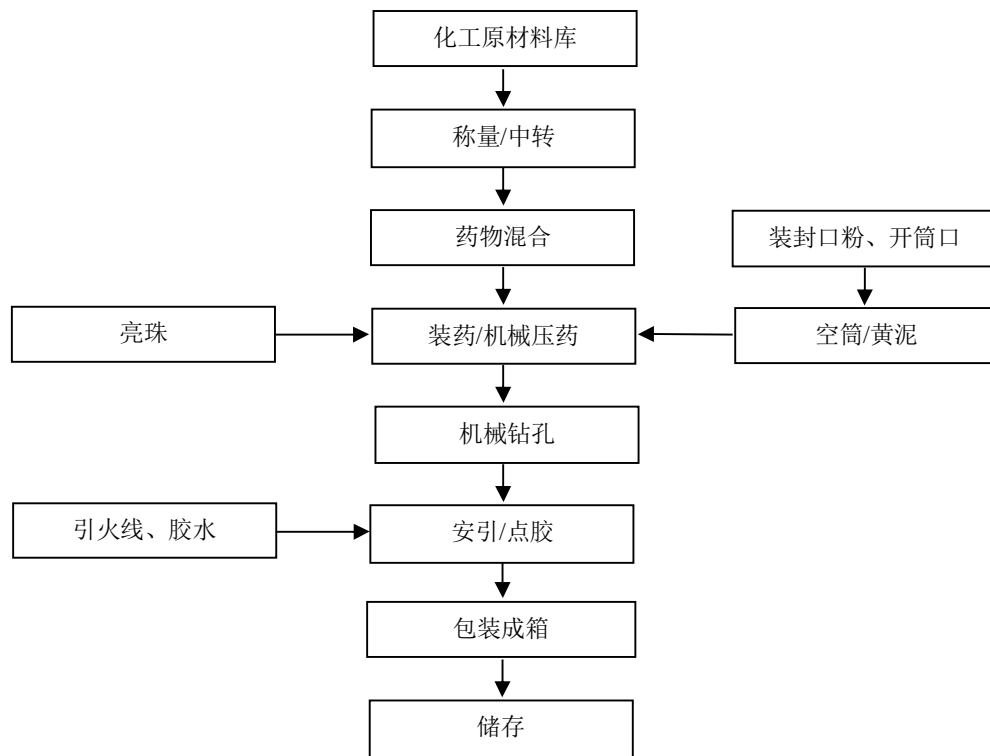 化工原材料库
称量/中转
药物混合
装封口粉、开筒口
亮珠
装药/机械压药
空筒/黄泥
机械钻孔
引火线、胶水
安引/点胶
包装成箱
储存